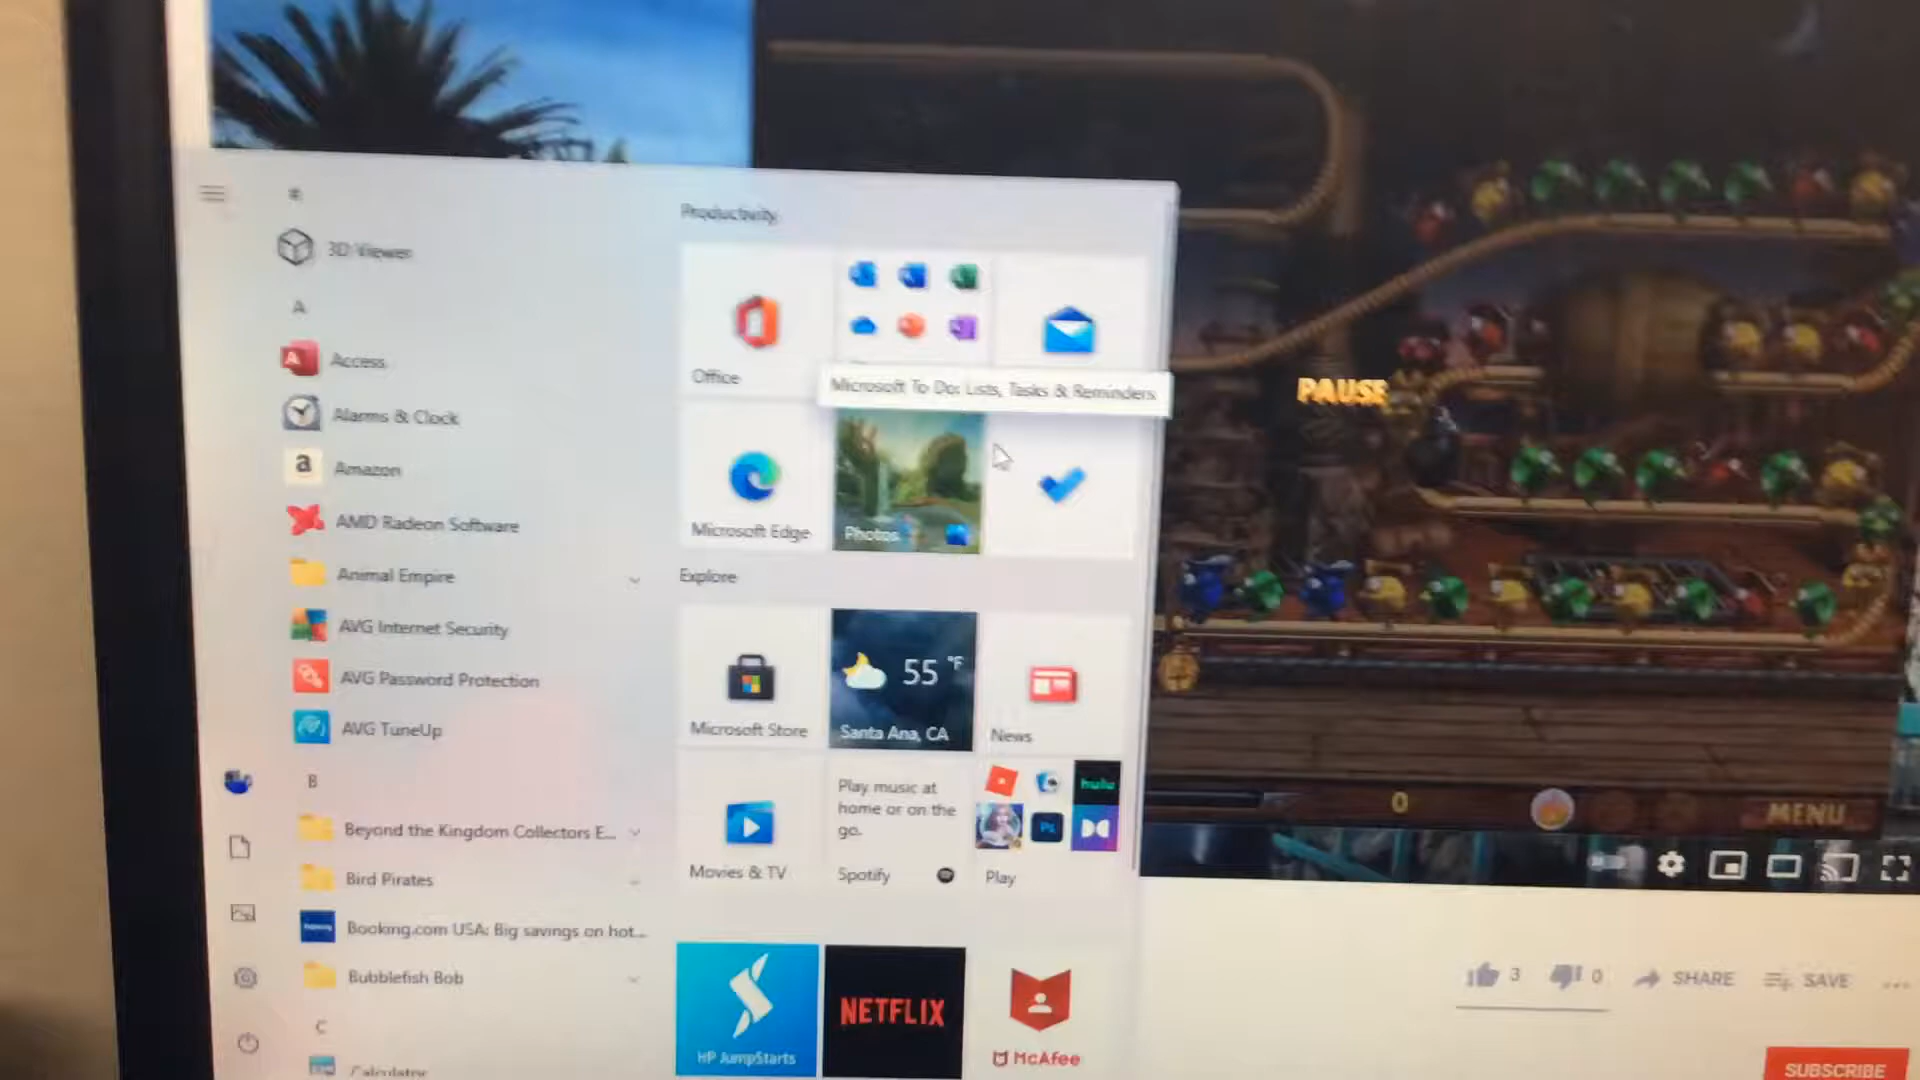 #
3D Viewer
A
Access
Alarms & Clock
Amazon
AMD Radeon Software
Animal Empire
AVG Internet Security
AVG Password Protection
AVG TuneUp
B
Beyond the Kingdom Collectors E...
Bird Pirates
Booking.com USA: Big savings on hot...
Bubblefish Bob
C
Calculator
Productivity
Office
Microsoft To Do: Lists, Tasks & Reminders
Microsoft Edge
Photos
Explore
Microsoft Store
55 °F
Santa Ana, CA
News
Movies & TV
Play music at
home or on the
go.
Spotify
hulu
Play
HP JumpStarts
NETFLIX
McAfee
PAUSE
0
MENU
3
0
SHARE
SAVE
SUBSCRIBE